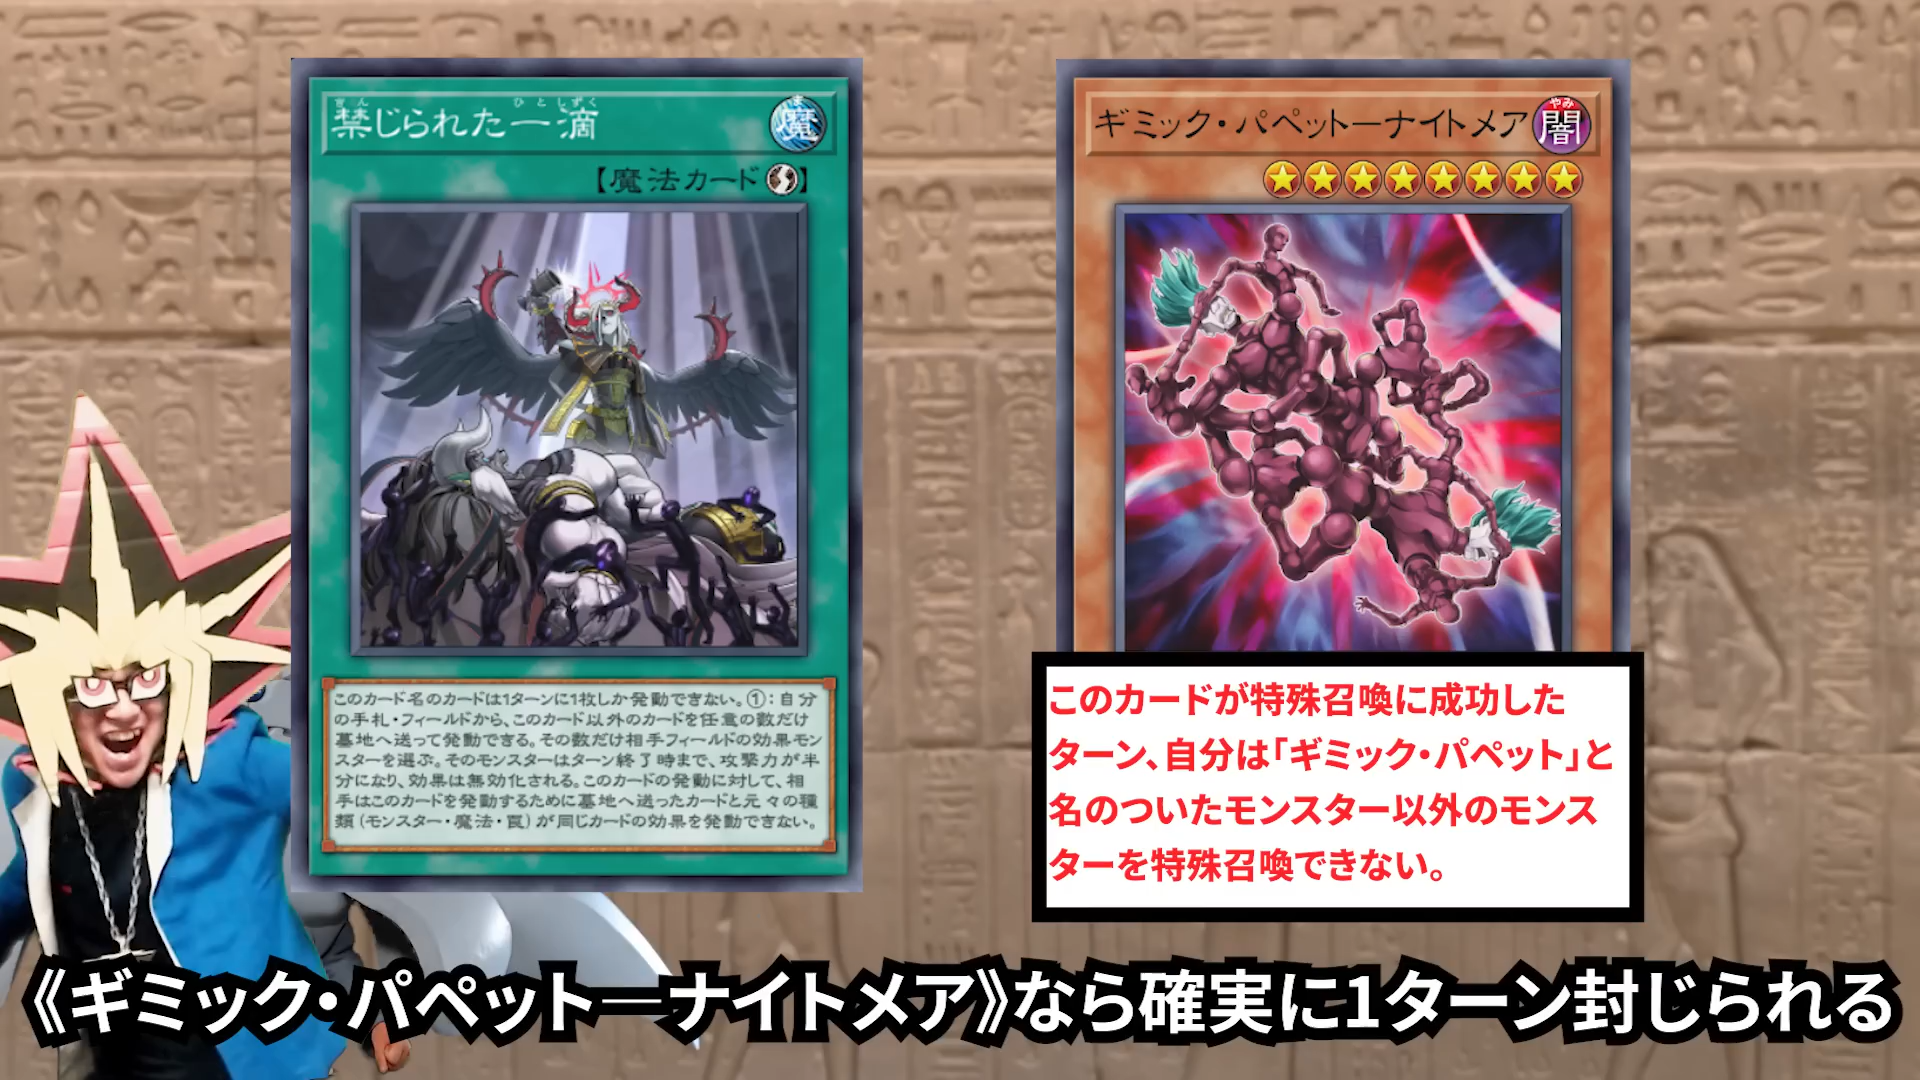 きん ひとしずく
禁じられた一滴
ま
魔
【魔法カード】
このカード名のカードは1ターンに1枚しか発動できない。①:自分
の手札・フィールドから、このカード以外のカードを任意の数だけ
墓地へ送って発動できる。その数だけ相手フィールドの効果モン
スターを選ぶ。そのモンスターはターン終了時まで、攻撃力が半
分になり、効果は無効化される。このカードの発動に対して、相
手はこのカードを発動するために墓地へ送ったカードと元々の種
類(モンスター・魔法・罠)が同じカードの効果を発動できない。
ギミック・パペット-ナイトメア
やみ
闇
このカードが特殊召喚に成功した
ターン、自分は「ギミック・パペット」と
名のついたモンスター以外のモンス
ターを特殊召喚できない。
《ギミック・パペット―ナイトメア》なら確実に1ターン封じられる